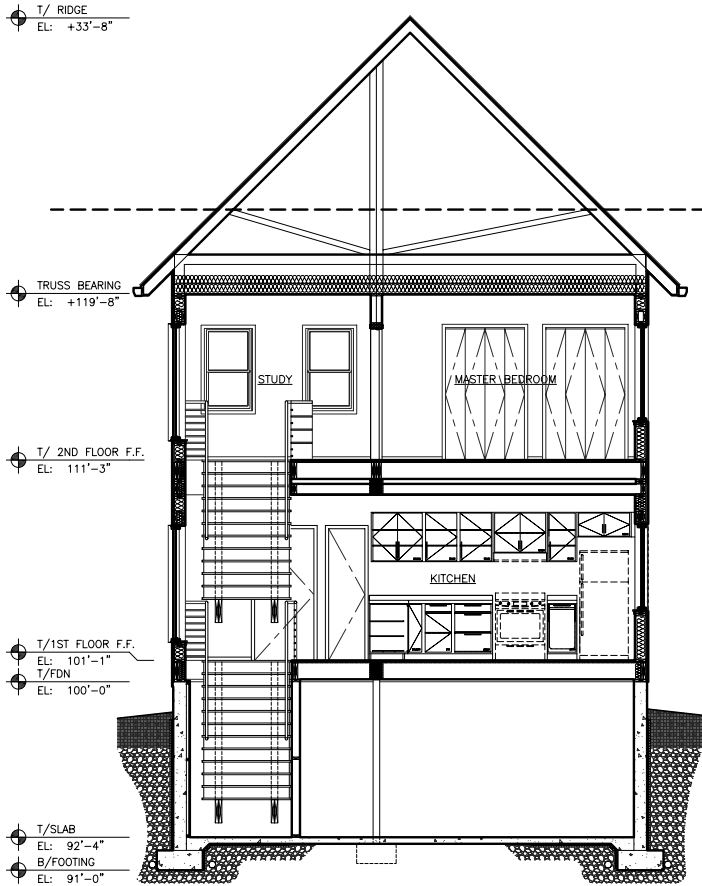 T/ RIDGE
EL: +33'-8"
TRUSS BEARING
EL: +119'-8"
STUDY
MASTER BEDROOM
T/ 2ND FLOOR F.F.
EL: 111'-3"
KITCHEN
T/1ST FLOOR F.F.
EL: 101'-1"
T/FDN
EL: 100'-0"
T/SLAB
EL: 92'-4"
B/FOOTING
EL: 91'-0"